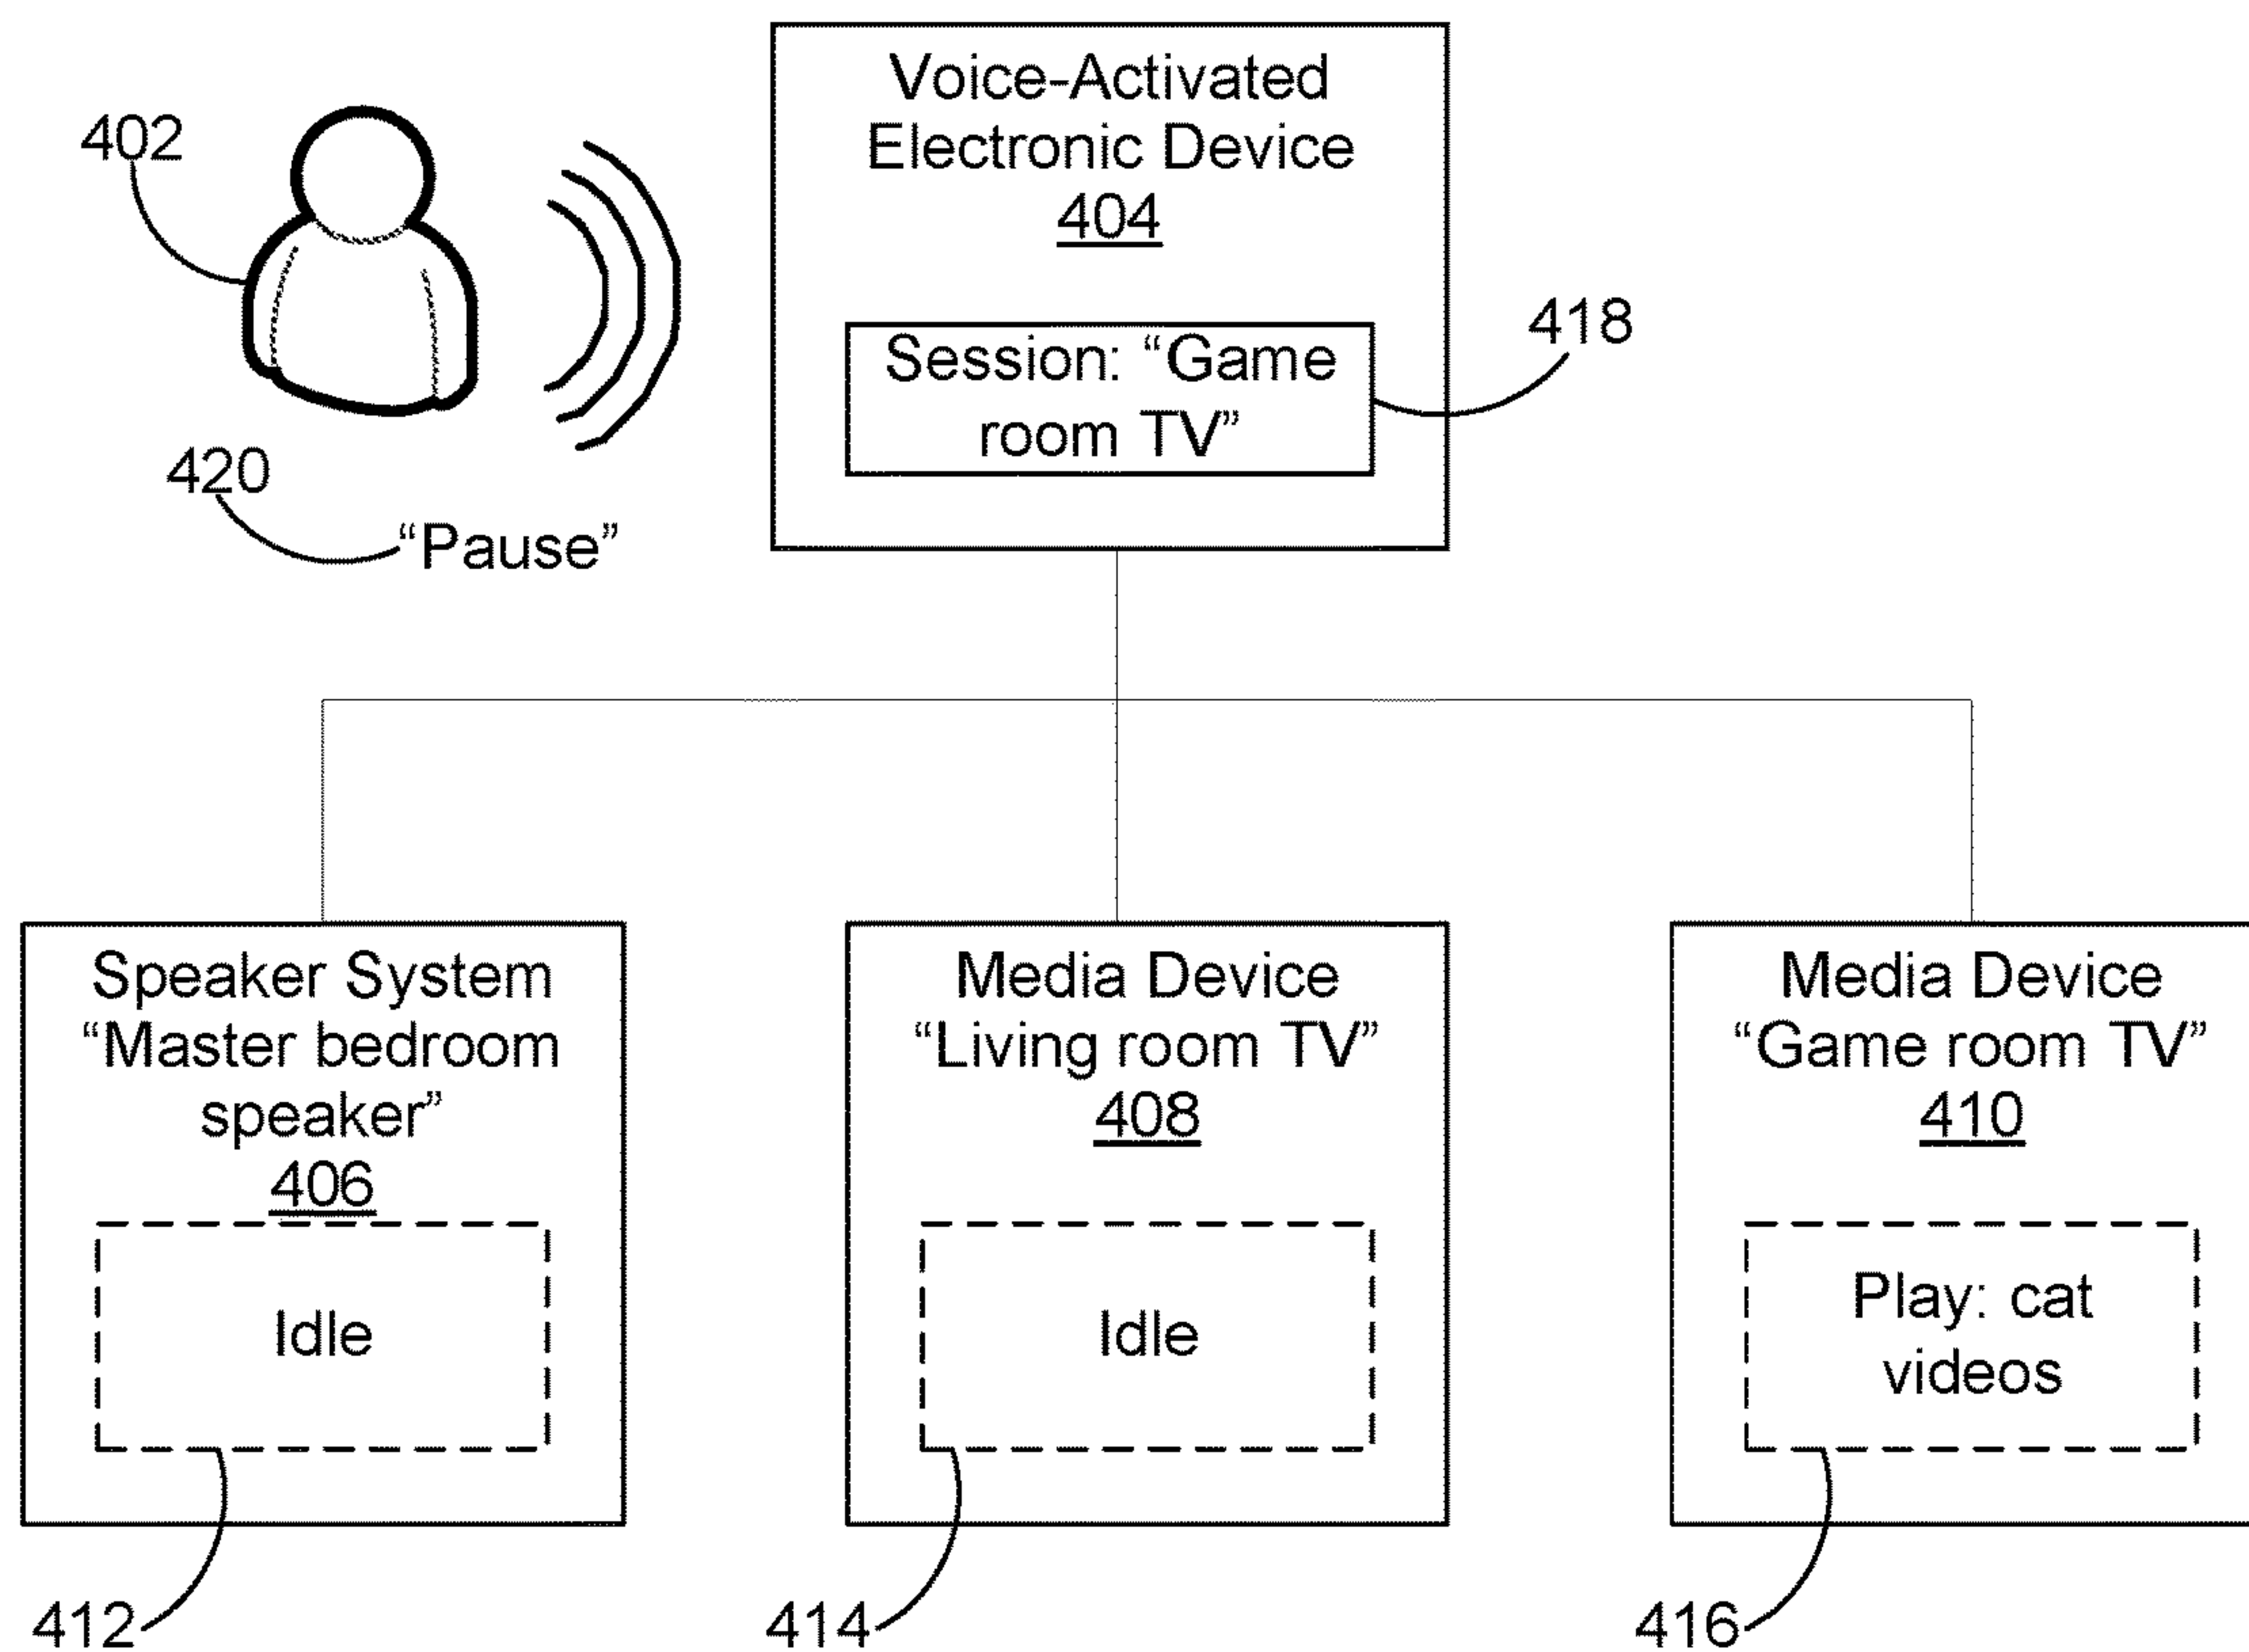 402
Voice-Activated
Electronic Device
404
Session: “Game
room TV”
418
420
“Pause”
Speaker System
“Master bedroom
speaker”
406
Idle
412
Media Device
“Living room TV”
408
Idle
414
Media Device
“Game room TV”
410
Play: cat
videos
416